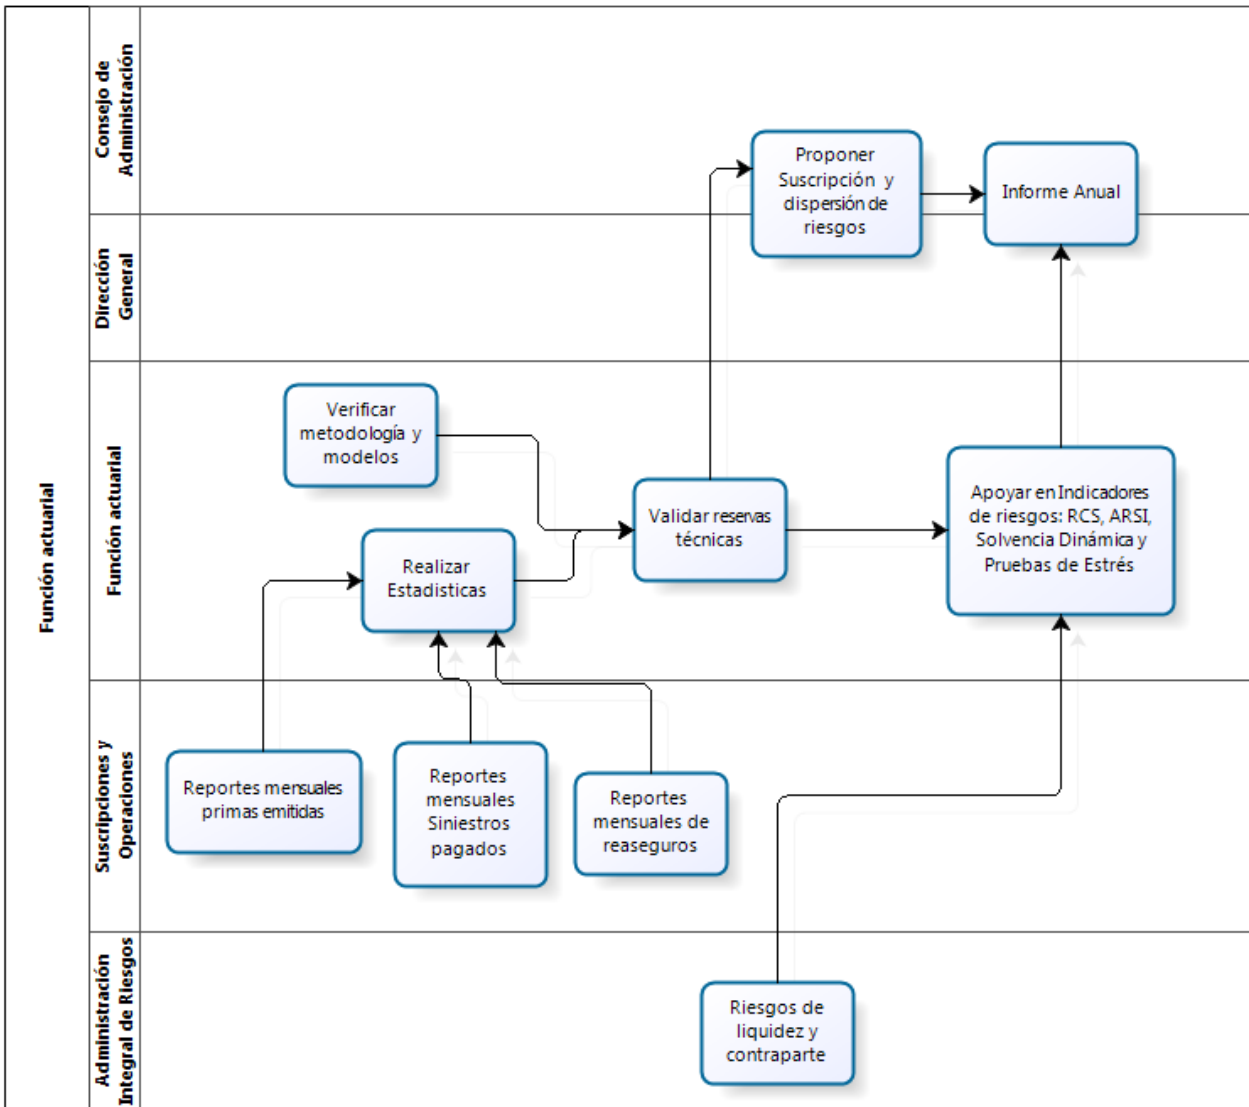 Función actuarial
Consejo de
Administración
Proponer
Suscripción y
dispersión de
riesgos
Informe Anual
Dirección
General
Función actuarial
Verificar
metodología y
modelos
Realizar
Estadisticas
Validar reservas
técnicas
Apoyar en Indicadores
de riesgos: RCS, ARSI,
Solvencia Dinámica y
Pruebas de Estrés
Suscripciones y
Operaciones
Reportes mensuales
primas emitidas
Reportes
mensuales
Siniestros
pagados
Reportes
mensuales de
reaseguros
Administración
Integral de Riesgos
Riesgos de
liquidez y
contraparte